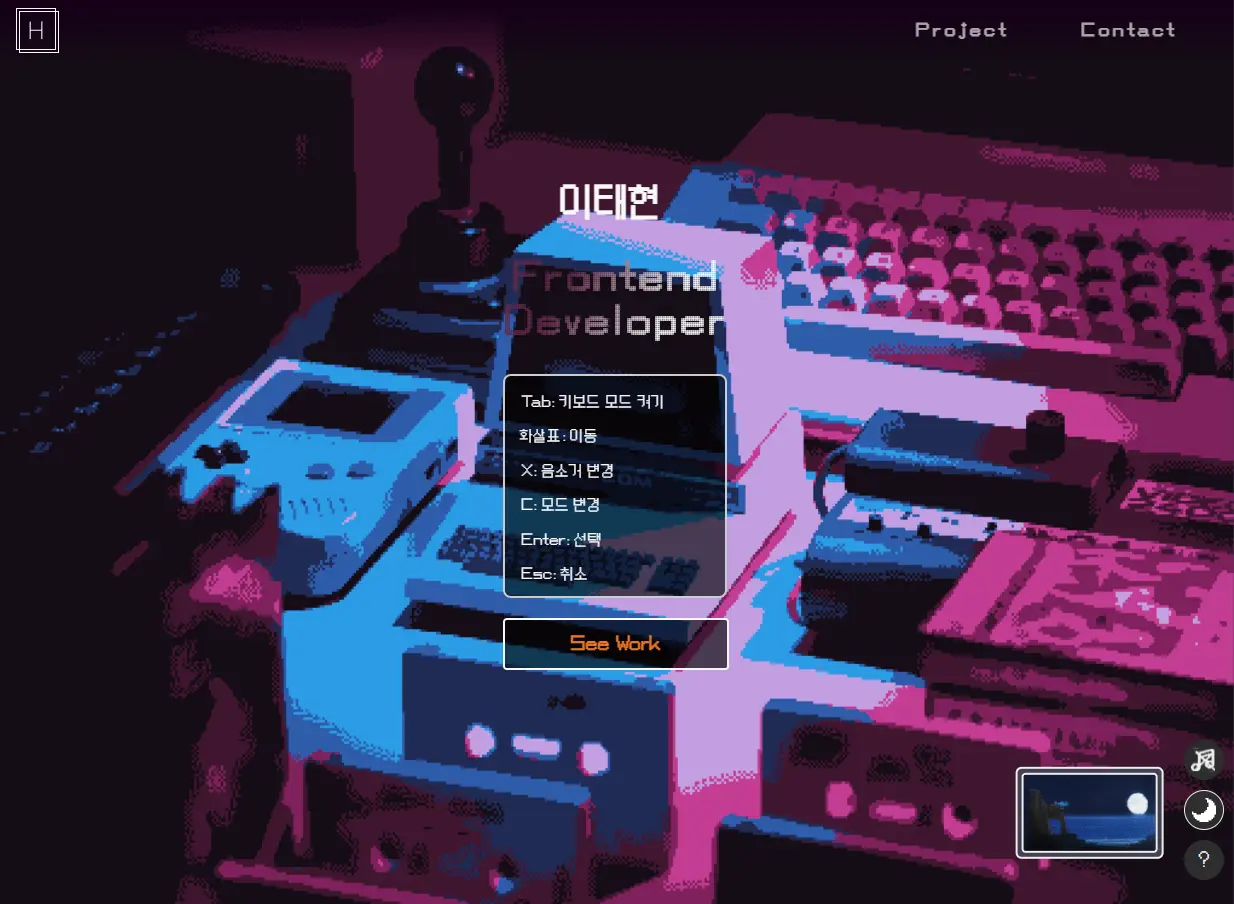 H
Project
Contact
이태현
Frontend
Developer
Tab: 키보드 모드 켜기
화살표: 이동
X: 음소거 변경
C: 모드 변경
Enter: 선택
Esc: 취소
See Work
?